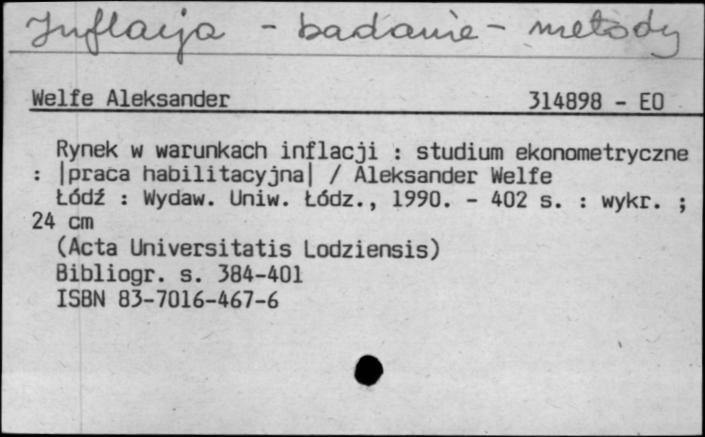 Inflacja - badanie - metody
Welfe Aleksander 314898 - EO
Rynek w warunkach inflacji : studium ekonometryczne
: |praca habilitacyjna| / Aleksander Welfe
Łódź : Wydaw. Uniw. Łódz., 1990. - 402 s. : wykr. ;
24 cm
(Acta Universitatis Lodziensis)
Bibliogr. s. 384-401
ISBN 83-7016-467-6